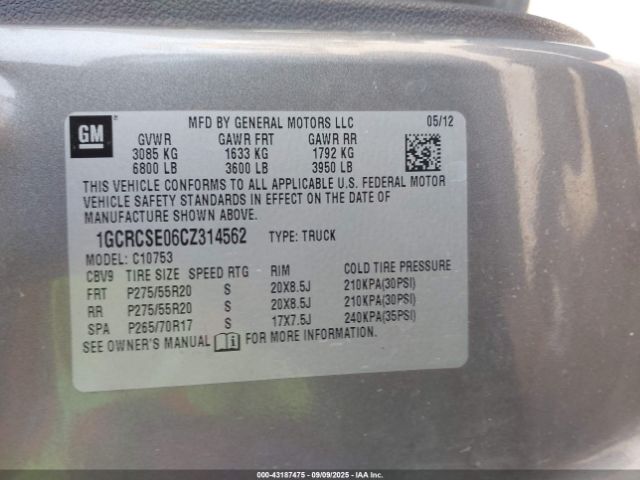 GM
MFD BY GENERAL MOTORS LLC 05/12
GVWR GAWR FRT GAWR RR
3085 KG 1633 KG 1792 KG
6800 LB 3600 LB 3950 LB
THIS VEHICLE CONFORMS TO ALL APPLICABLE U.S. FEDERAL MOTOR
VEHICLE SAFETY STANDARDS IN EFFECT ON THE DATE OF
MANUFACTURE SHOWN ABOVE.
1GCRCSE06CZ314562 TYPE: TRUCK
MODEL: C10753
CBV9 TIRE SIZE SPEED RTG RIM COLD TIRE PRESSURE
FRT P275/55R20 S 20X8.5J 210KPA(30PSI)
RR P275/55R20 S 20X8.5J 210KPA(30PSI)
SPA P265/70R17 S 17X7.5J 240KPA(35PSI)
SEE OWNER'S MANUAL FOR MORE INFORMATION.
000-43187475 - 09/09/2025 - IAA, Inc.